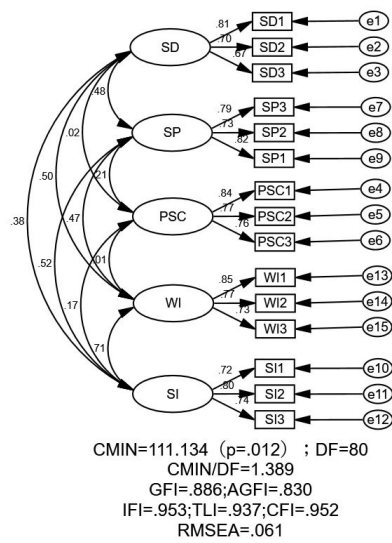 .81 SD1 e1
SD .70 SD2 e2
.67 SD3 e3
.48
.79 SP3 e7
.02 SP .73 SP2 e8
.82 SP1 e9
.50 .21
.84 PSC1 e4
.38 .47 PSC .77 PSC2 e5
.76 PSC3 e6
.52 .01
.85 WI1 e13
.17 WI .77 WI2 e14
.73 WI3 e15
.71
.72 SI1 e10
SI .80 SI2 e11
.74 SI3 e12
CMIN=111.134（p=.012）；DF=80
CMIN/DF=1.389
GFI=.886;AGFI=.830
IFI=.953;TLI=.937;CFI=.952
RMSEA=.061